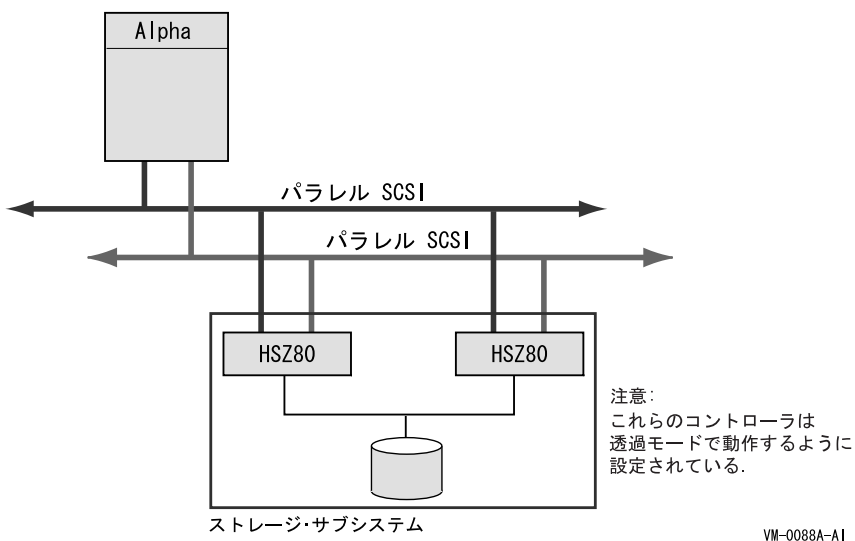 Alpha
パラレル SCSI
パラレル SCSI
HSZ80
HSZ80
注意:
これらのコントローラは
透過モードで動作するように
設定されている.
ストレージ・サブシステム
VM-0088A-AI